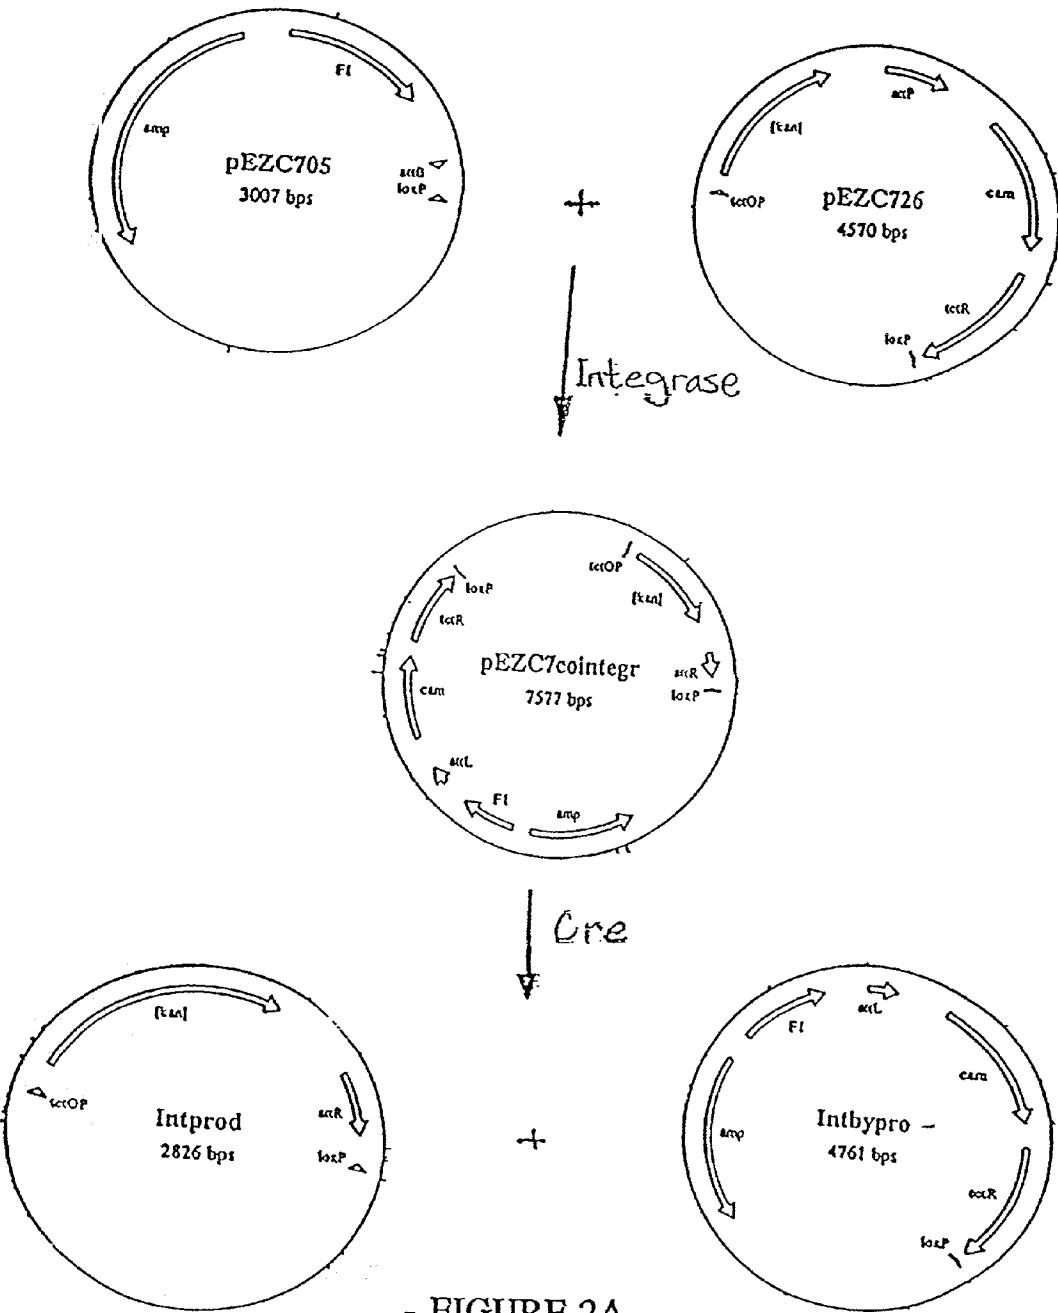 F1
amp
pEZC705
3007 bps
attB
loxP
+
attP
[kan]
cam
tetOP
pEZC726
4570 bps
tetR
loxP
Integrase
tetOP
loxP
[kan]
tetR
pEZC7cointegr
7577 bps
attR
loxP
cam
attL
F1
amp
Cre
[kan]
tetOP
Intprod
2826 bps
attR
loxP
+
attL
F1
cam
amp
Intbypro -
4761 bps
tetR
loxP
- FIGURE 2A